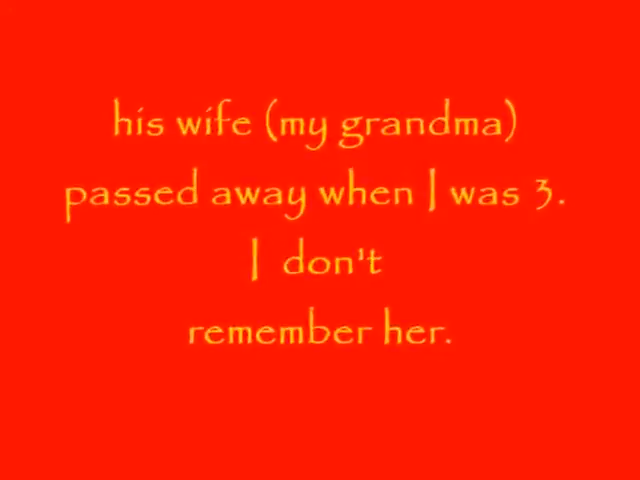 his wife (my grandma)
passed away when I was 3.
I don't
remember her.